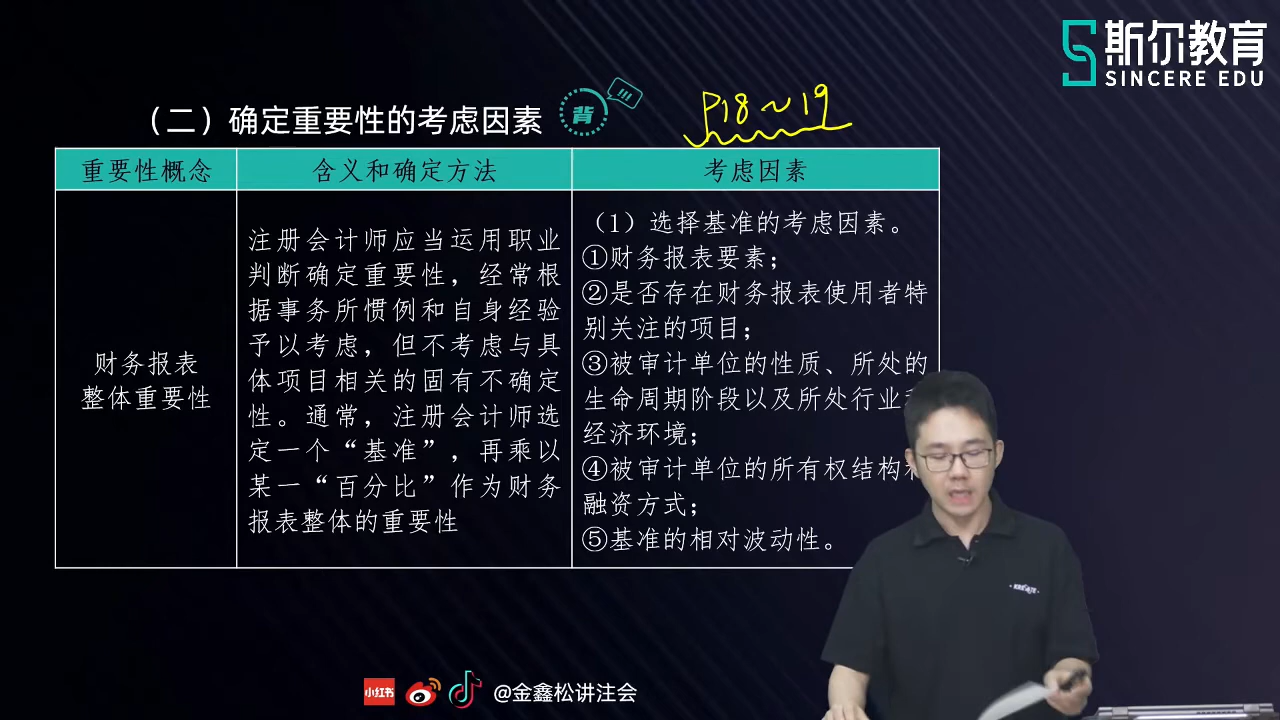 斯尔教育
SINCERE EDU
（二）确定重要性的考虑因素
背
P18～19
重要性概念
含义和确定方法
考虑因素
财务报表
整体重要性
注册会计师应当运用职业
判断确定重要性，经常根
据事务所惯例和自身经验
予以考虑，但不考虑与具
体项目相关的固有不确定
性。通常，注册会计师选
定一个“基准”，再乘以
某一“百分比”作为财务
报表整体的重要性
（1）选择基准的考虑因素。
①财务报表要素；
②是否存在财务报表使用者特
别关注的项目；
③被审计单位的性质、所处的
生命周期阶段以及所处行业
经济环境；
④被审计单位的所有权结构和
融资方式；
⑤基准的相对波动性。
小红书
@金鑫松讲注会